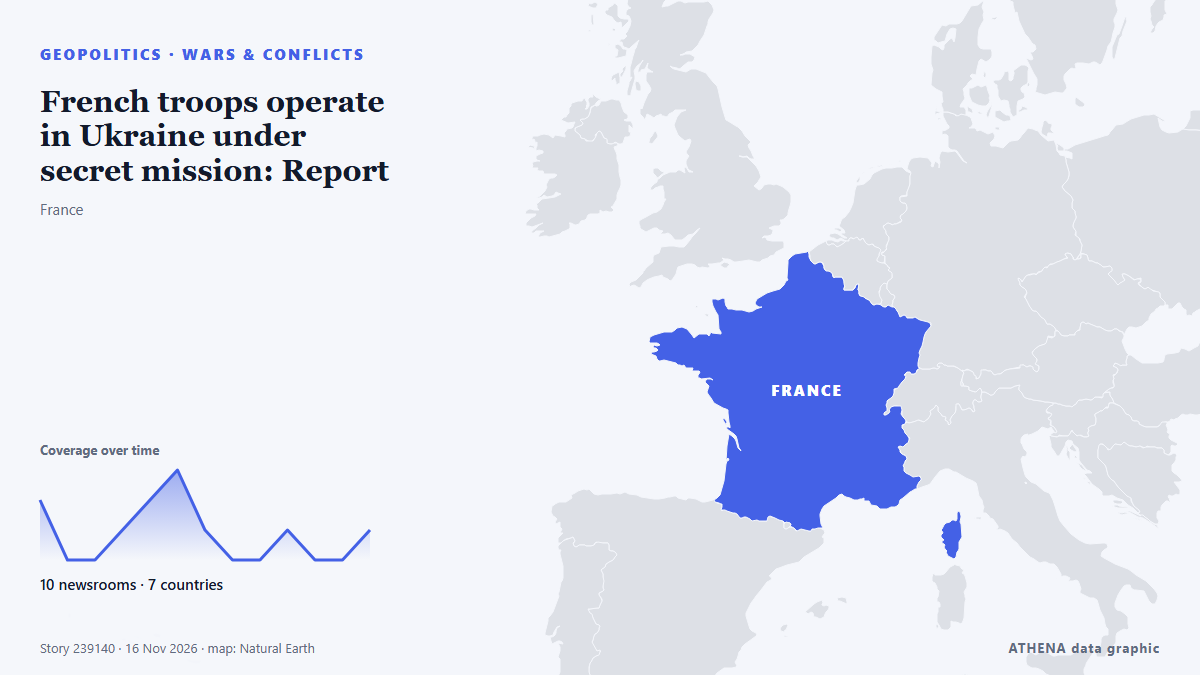 GEOPOLITICS · WARS & CONFLICTS
French troops operate
in Ukraine under
secret mission: Report
France
FRANCE
Coverage over time
10 newsrooms · 7 countries
Story 239140 · 16 Nov 2026 · map: Natural Earth
ATHENA data graphic